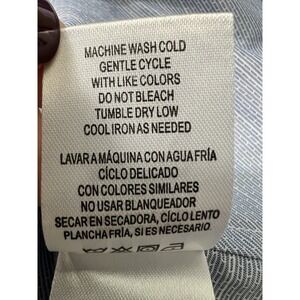 MACHINE WASH COLD
GENTLE CYCLE
WITH LIKE COLORS
DO NOT BLEACH
TUMBLE DRY LOW
COOL IRON AS NEEDED
LAVAR A MÁQUINA CON AGUA FRÍA
CÍCLO DELICADO
CON COLORES SIMILARES
NO USAR BLANQUEADOR
SECAR EN SECADORA, CÍCLO LENTO
PLANCHA FRÍA, SI ES NECESARIO